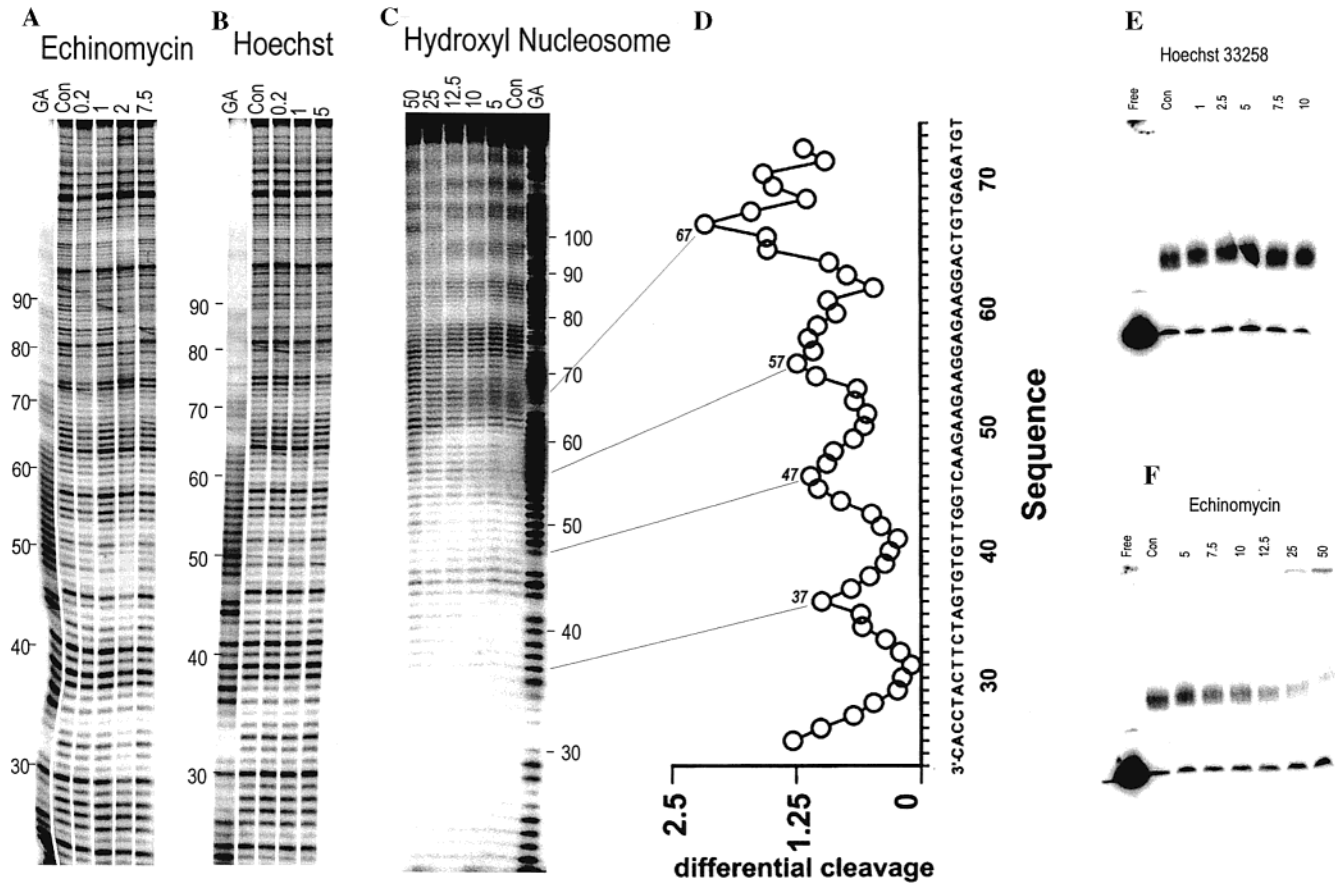 A
Echinomycin
GA Con 0.2 1 2 7.5
90
80
70
60
50
40
30
B
Hoechst
GA Con 0.2 1 5
90
80
70
60
50
40
30
C
Hydroxyl Nucleosome
50 25 12.5 10 5 Con GA
100
90
80
70
60
50
40
30
D
67
57
47
37
2.5 1.25 0
differential cleavage
30 40 50 60 70
3'-CACCTACTTCTAGTGTGTTGGTCAAGAAGAAGGAGAAGGACTGTGAGATGT
Sequence
E
Hoechst 33258
Free Con 1 2.5 5 7.5 10
F
Echinomycin
Free Con 5 7.5 10 12.5 25 50